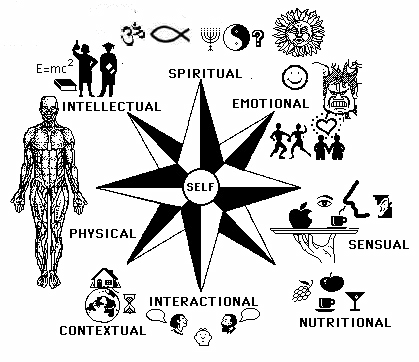 ॐ
?
E=mc²
SPIRITUAL
INTELLECTUAL
EMOTIONAL
SELF
PHYSICAL
SENSUAL
INTERACTIONAL
CONTEXTUAL
NUTRITIONAL